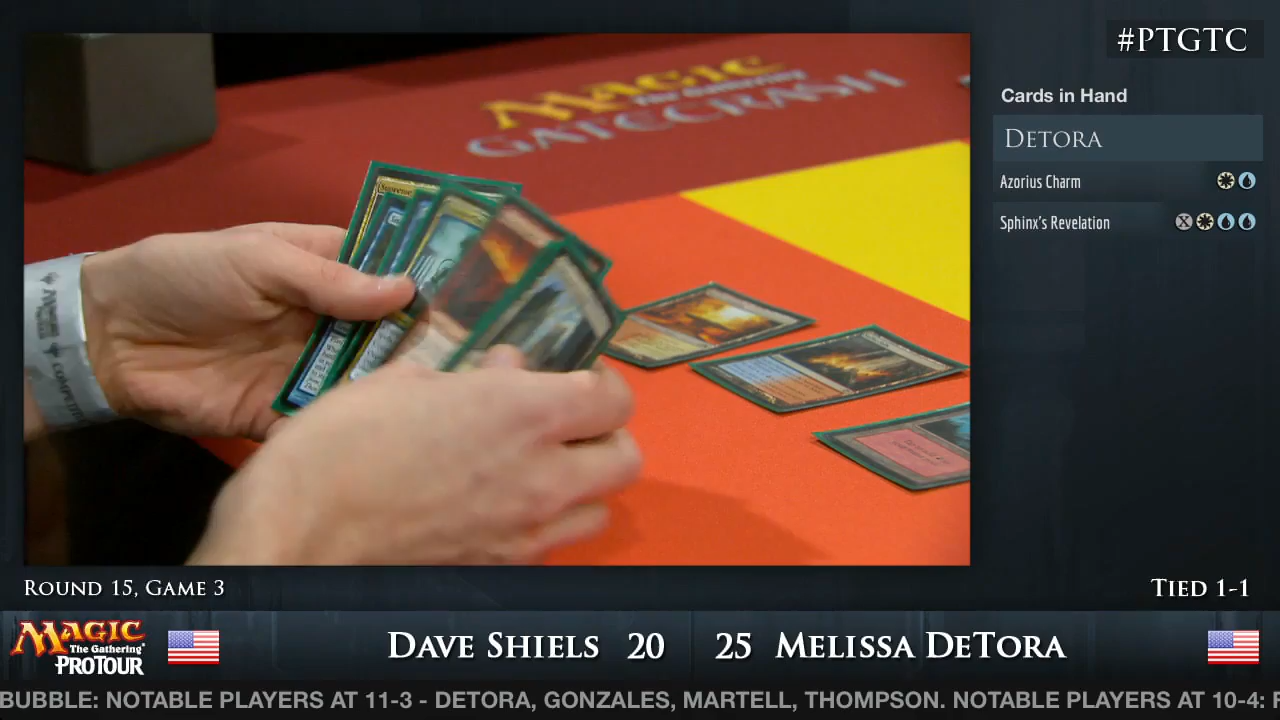 #PTGTC
MAGIC
THE GATHERING
GATECRASH
Supreme
Cards in Hand
DETORA
Azorius Charm
Sphinx's Revelation X
ROUND 15, GAME 3
TIED 1-1
MAGIC
The Gathering
PROTOUR
DAVE SHIELS 20
25 MELISSA DETORA
BUBBLE: NOTABLE PLAYERS AT 11-3 - DETORA, GONZALES, MARTELL, THOMPSON. NOTABLE PLAYERS AT 10-4: